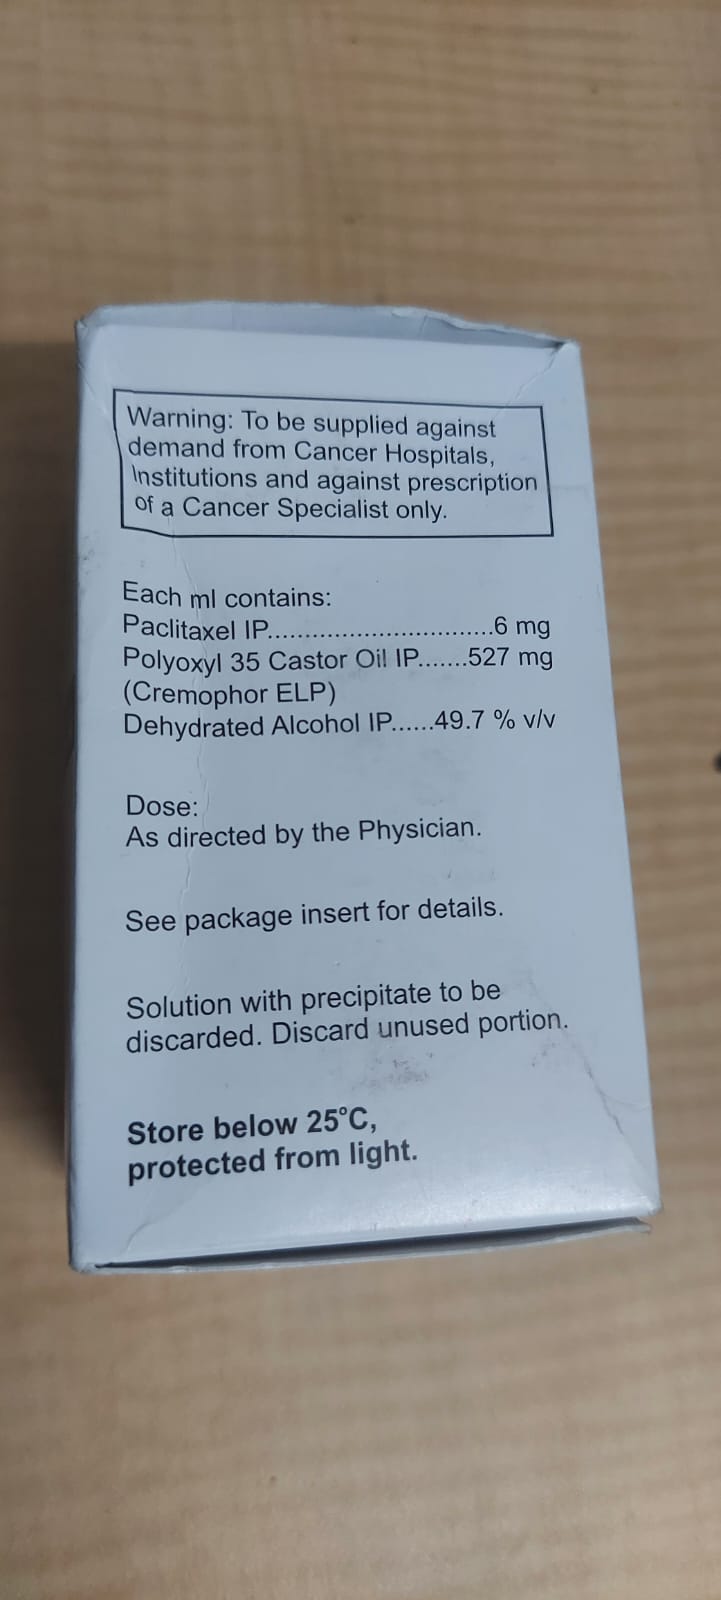 Warning: To be supplied against
demand from Cancer Hospitals,
Institutions and against prescription
of a Cancer Specialist only.
Each ml contains:
Paclitaxel IP...............................6 mg
Polyoxyl 35 Castor Oil IP.......527 mg
(Cremophor ELP)
Dehydrated Alcohol IP......49.7 % v/v
Dose:
As directed by the Physician.
See package insert for details.
Solution with precipitate to be
discarded. Discard unused portion.
Store below 25°C,
protected from light.